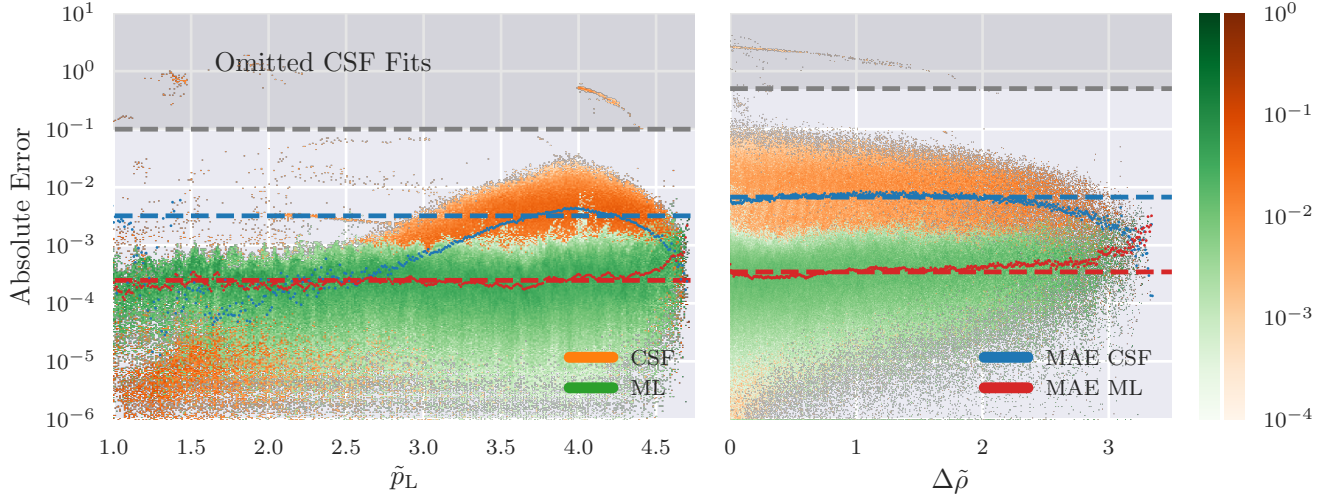 Absolute Error
10¹
10⁰
10⁻¹
10⁻²
10⁻³
10⁻⁴
10⁻⁵
10⁻⁶
Omitted CSF Fits
CSF
ML
1.0 1.5 2.0 2.5 3.0 3.5 4.0 4.5
p̃_L
MAE CSF
MAE ML
0 1 2 3
Δρ̃
10⁰
10⁻¹
10⁻²
10⁻³
10⁻⁴